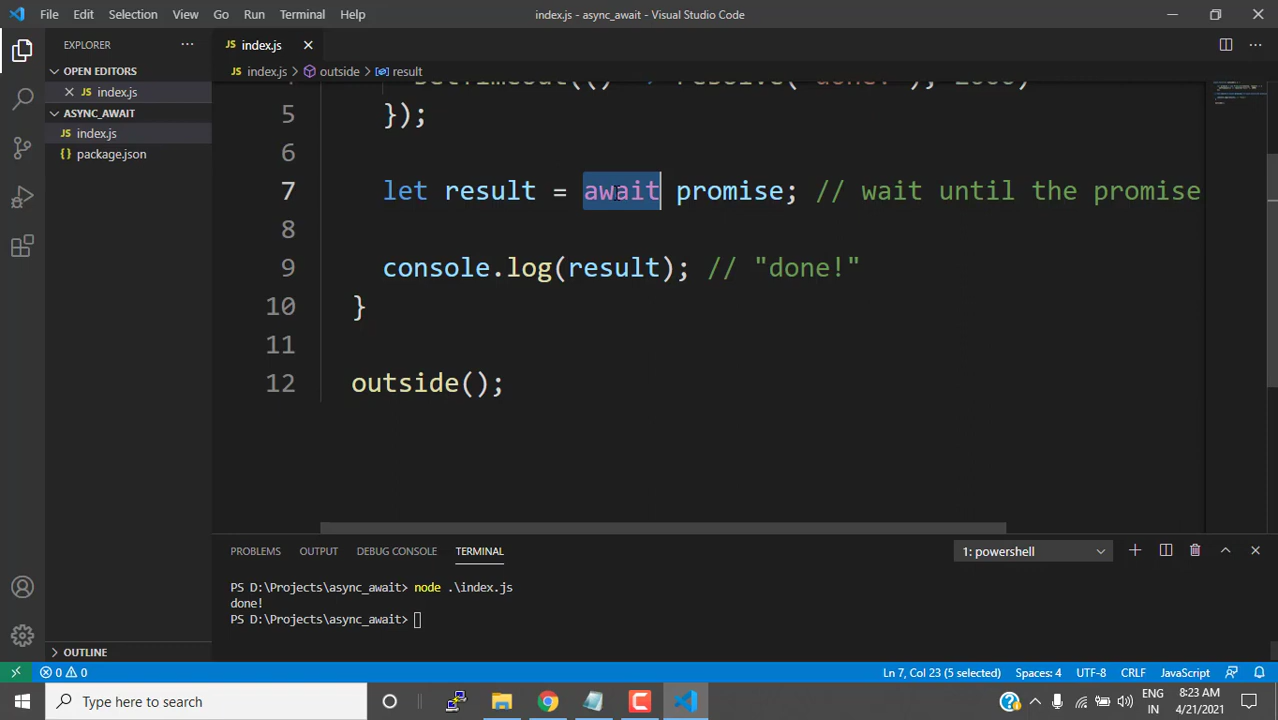 File Edit Selection View Go Run Terminal Help index.js - async_await - Visual Studio Code
EXPLORER
OPEN EDITORS
index.js
ASYNC_AWAIT
index.js
package.json
OUTLINE
index.js
index.js > outside > result
5 });
6
7 let result = await promise; // wait until the promise
8
9 console.log(result); // "done!"
10 }
11
12 outside();
PROBLEMS OUTPUT DEBUG CONSOLE TERMINAL 1: powershell
PS D:\Projects\async_await> node .\index.js
done!
PS D:\Projects\async_await>
0 0 Ln 7, Col 23 (5 selected) Spaces: 4 UTF-8 CRLF JavaScript
Type here to search
ENG 8:23 AM
IN 4/21/2021